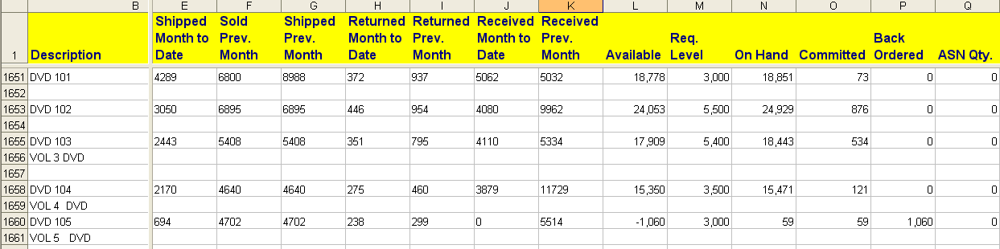 B E F G H I J K L M N O P Q
Shipped Sold Shipped Returned Returned Received Received
Month to Prev. Prev. Month to Prev. Month to Prev. Req. Back
1 Description Date Month Month Date Month Date Month Available Level On Hand Committed Ordered ASN Qty.
1651 DVD 101 4289 6800 8988 372 937 5062 5032 18,778 3,000 18,851 73 0 0
1652
1653 DVD 102 3050 6895 6895 446 954 4080 9962 24,053 5,500 24,929 876 0 0
1654
1655 DVD 103 2443 5408 5408 351 795 4110 5334 17,909 5,400 18,443 534 0 0
1656 VOL 3 DVD
1657
1658 DVD 104 2170 4640 4640 275 460 3879 11729 15,350 3,500 15,471 121 0 0
1659 VOL 4 DVD
1660 DVD 105 694 4702 4702 238 299 0 5514 -1,060 3,000 59 59 1,060 0
1661 VOL 5 DVD